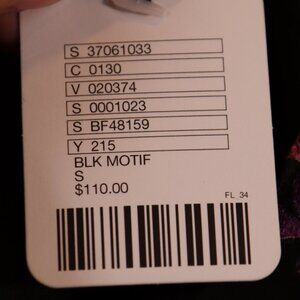 S 37061033
C 0130
V 020374
S 0001023
S BF48159
Y 215
BLK MOTIF
S
$110.00
FL 34